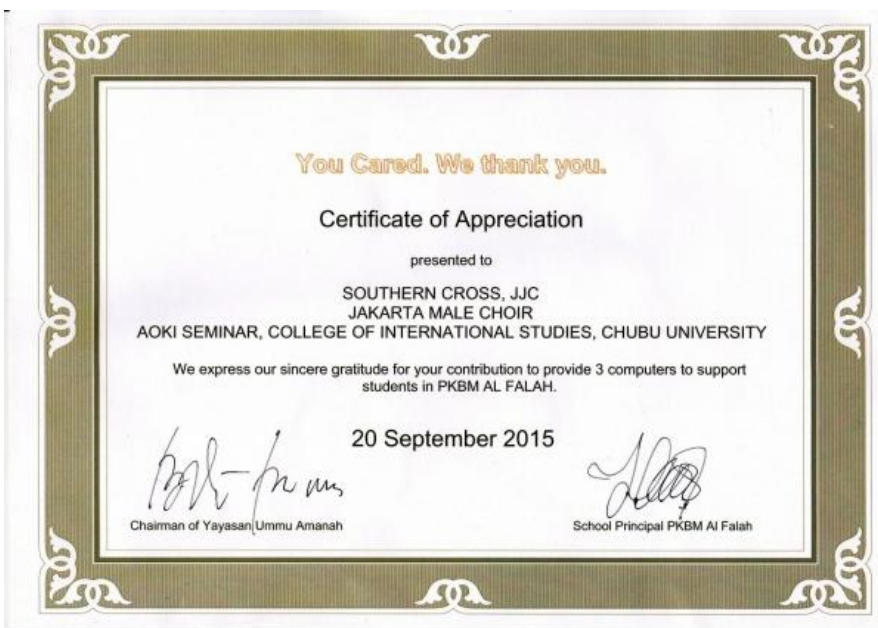 You Cared. We thank you.
Certificate of Appreciation
presented to
SOUTHERN CROSS, JJC
JAKARTA MALE CHOIR
AOKI SEMINAR, COLLEGE OF INTERNATIONAL STUDIES, CHUBU UNIVERSITY
We express our sincere gratitude for your contribution to provide 3 computers to support
students in PKBM AL FALAH.
20 September 2015
Chairman of Yayasan Ummu Amanah
School Principal PKBM Al Falah